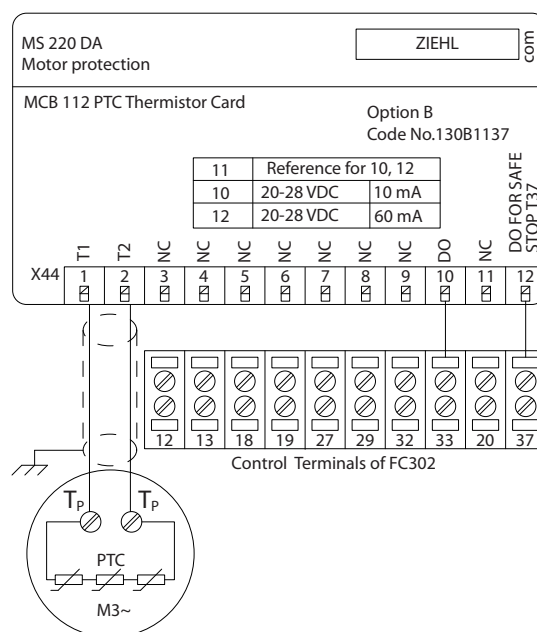 MS 220 DA
Motor protection
ZIEHL
com
MCB 112 PTC Thermistor Card
Option B
Code No.130B1137
11 Reference for 10, 12
10 20-28 VDC 10 mA
12 20-28 VDC 60 mA
T1 T2 NC NC NC NC NC NC NC DO NC DO FOR SAFE
STOP T37
X44 1 2 3 4 5 6 7 8 9 10 11 12
12 13 18 19 27 29 32 33 20 37
Control Terminals of FC302
TP TP
PTC
M3~